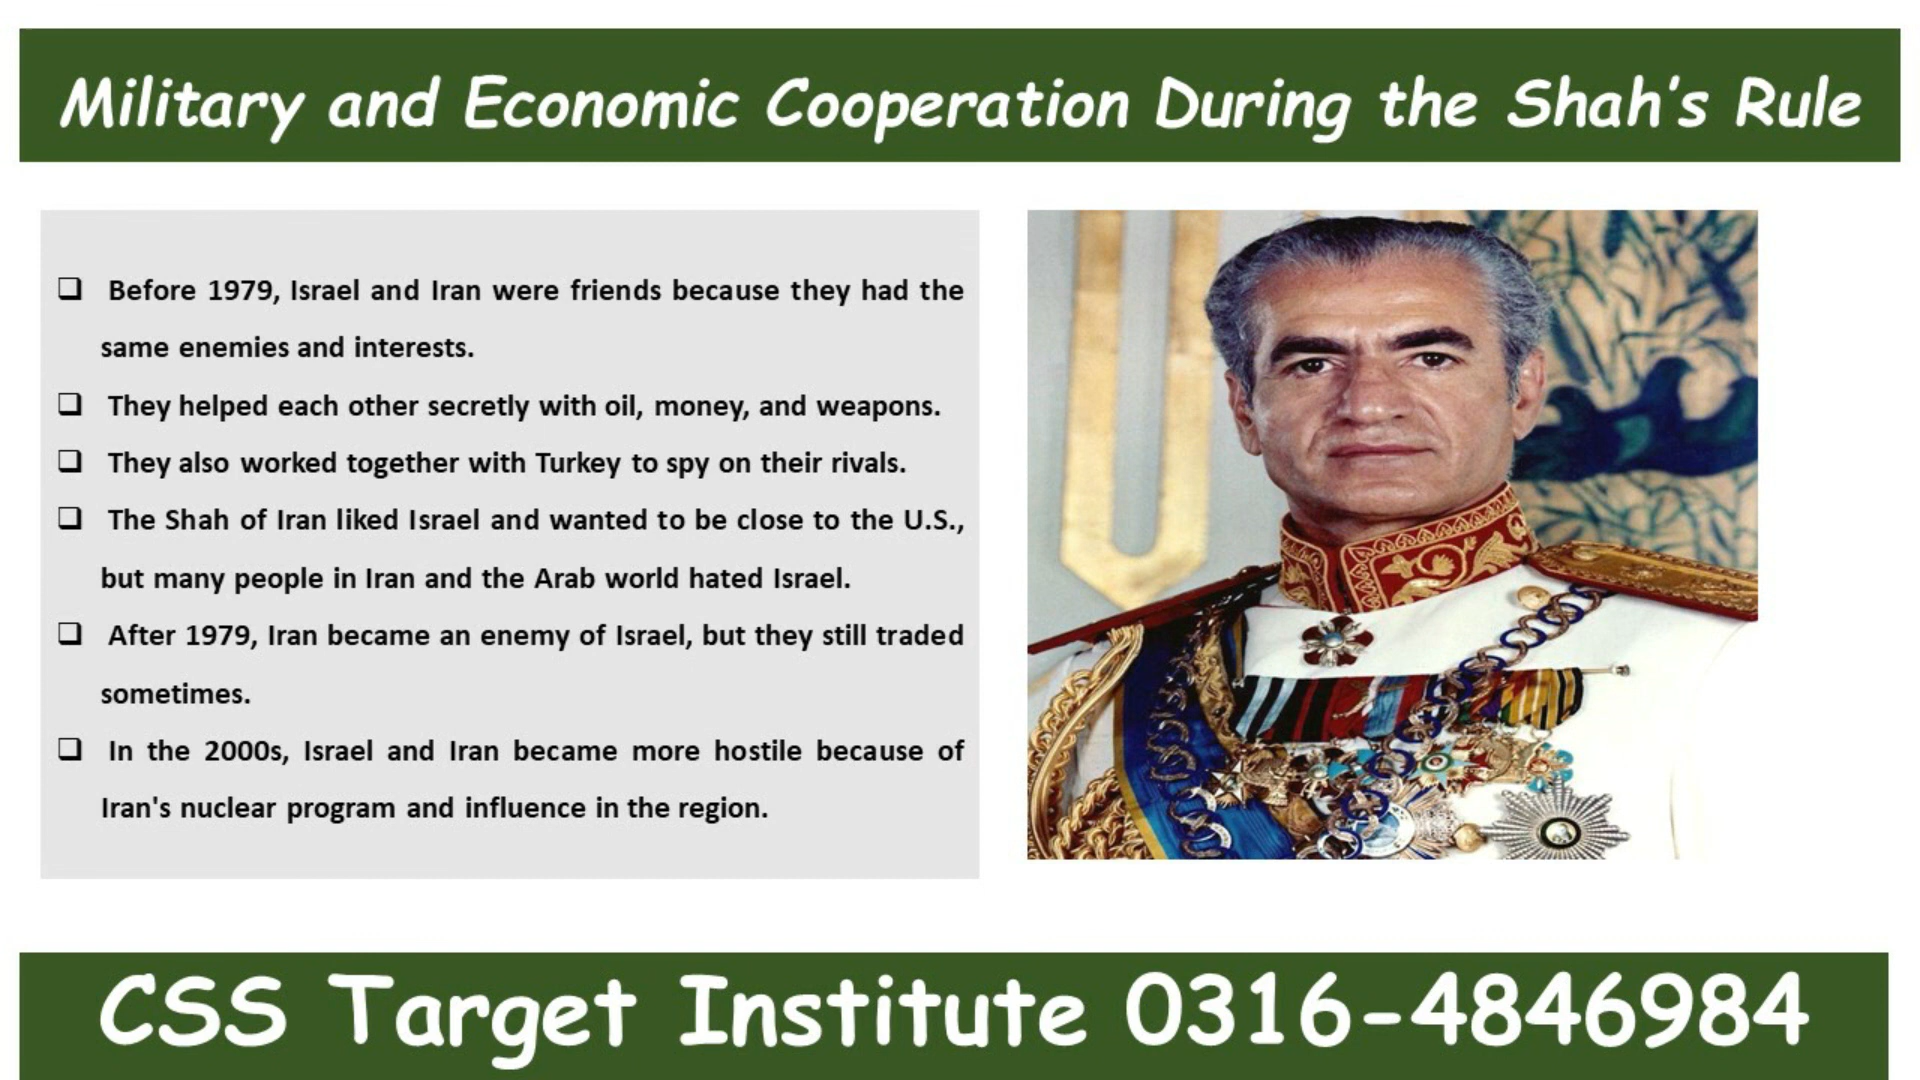 Military and Economic Cooperation During the Shah's Rule
❑ Before 1979, Israel and Iran were friends because they had the
same enemies and interests.
❑ They helped each other secretly with oil, money, and weapons.
❑ They also worked together with Turkey to spy on their rivals.
❑ The Shah of Iran liked Israel and wanted to be close to the U.S.,
but many people in Iran and the Arab world hated Israel.
❑ After 1979, Iran became an enemy of Israel, but they still traded
sometimes.
❑ In the 2000s, Israel and Iran became more hostile because of
Iran's nuclear program and influence in the region.
CSS Target Institute 0316-4846984